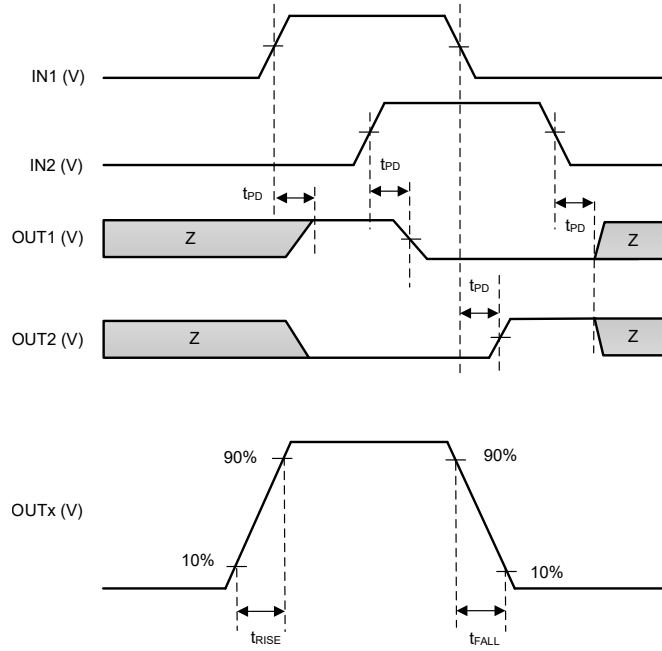 IN1 (V)
IN2 (V)
tPD
tPD
tPD
OUT1 (V)
Z
Z
tPD
OUT2 (V)
Z
Z
90%
90%
OUTx (V)
10%
10%
tRISE
tFALL